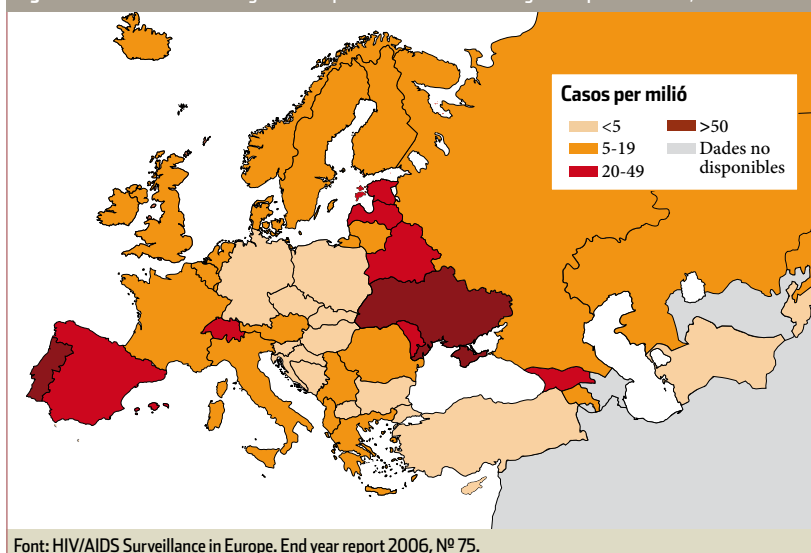 Casos per milió
<5
5-19
20-49
>50
Dades no
disponibles
Font: HIV/AIDS Surveillance in Europe. End year report 2006, Nº 75.